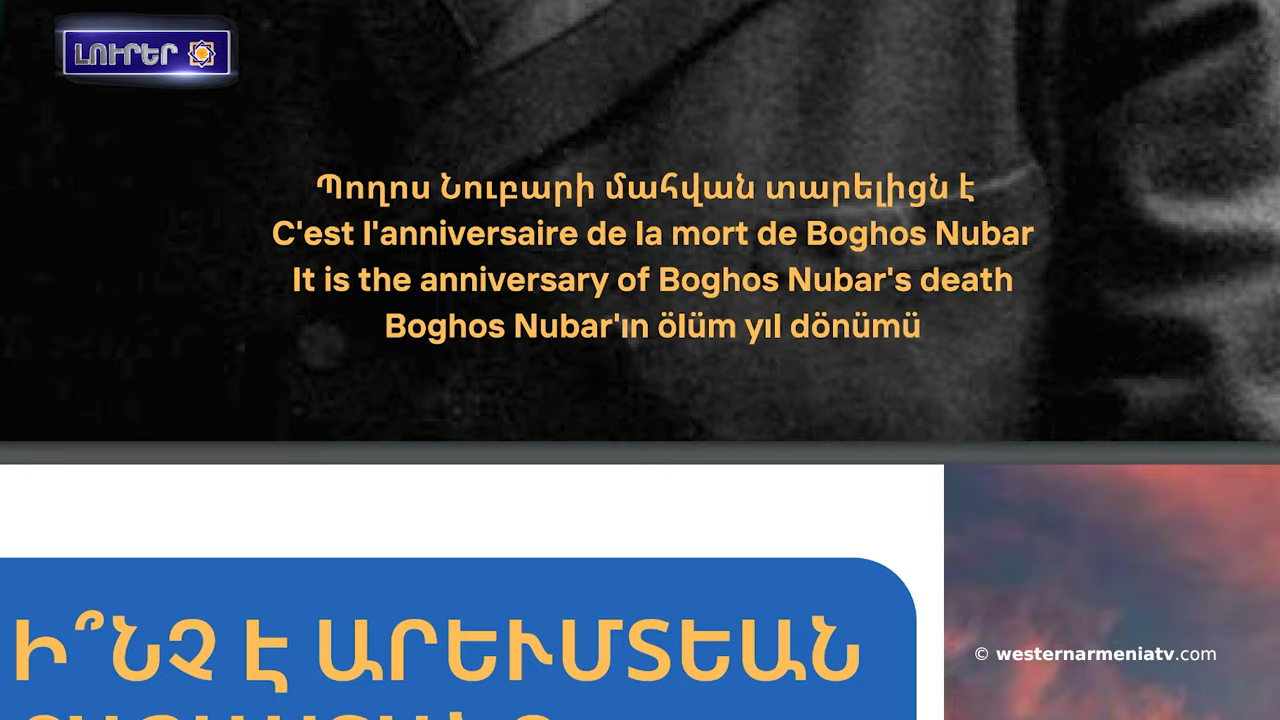 ԼՈՒՐԵՐ
Պողոս Նուբարի մահվան տարելիցն է
C'est l'anniversaire de la mort de Boghos Nubar
It is the anniversary of Boghos Nubar's death
Boghos Nubar'ın ölüm yıl dönümü
Ի՞ՆՉ Է ԱՐԵՒՄՏԵԱՆ
© westernarmeniatv.com